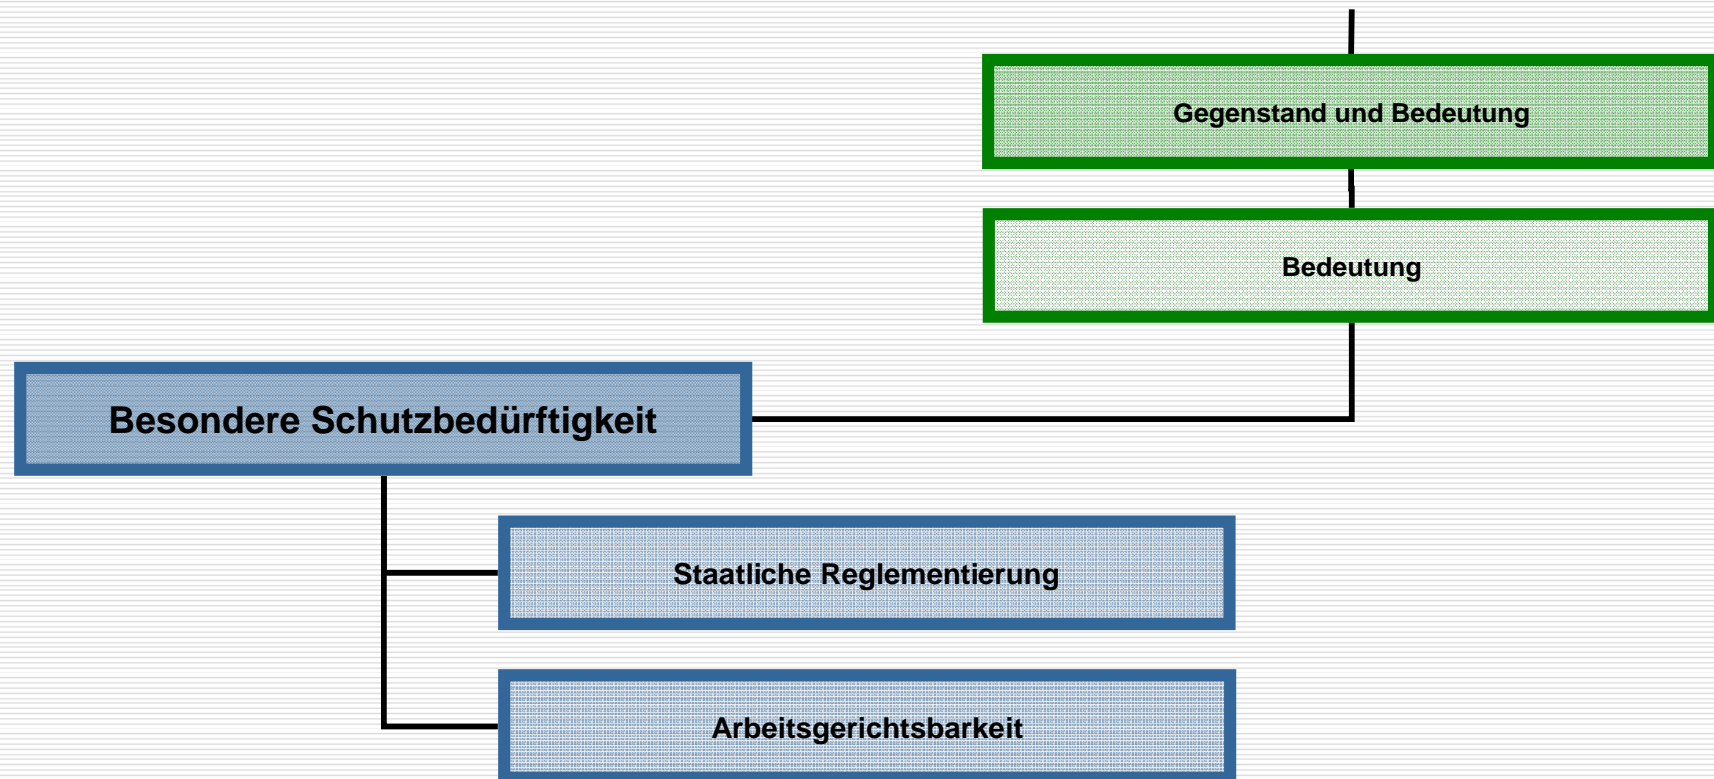 Gegenstand und Bedeutung
Bedeutung
Besondere Schutzbedürftigkeit
Staatliche Reglementierung
Arbeitsgerichtsbarkeit